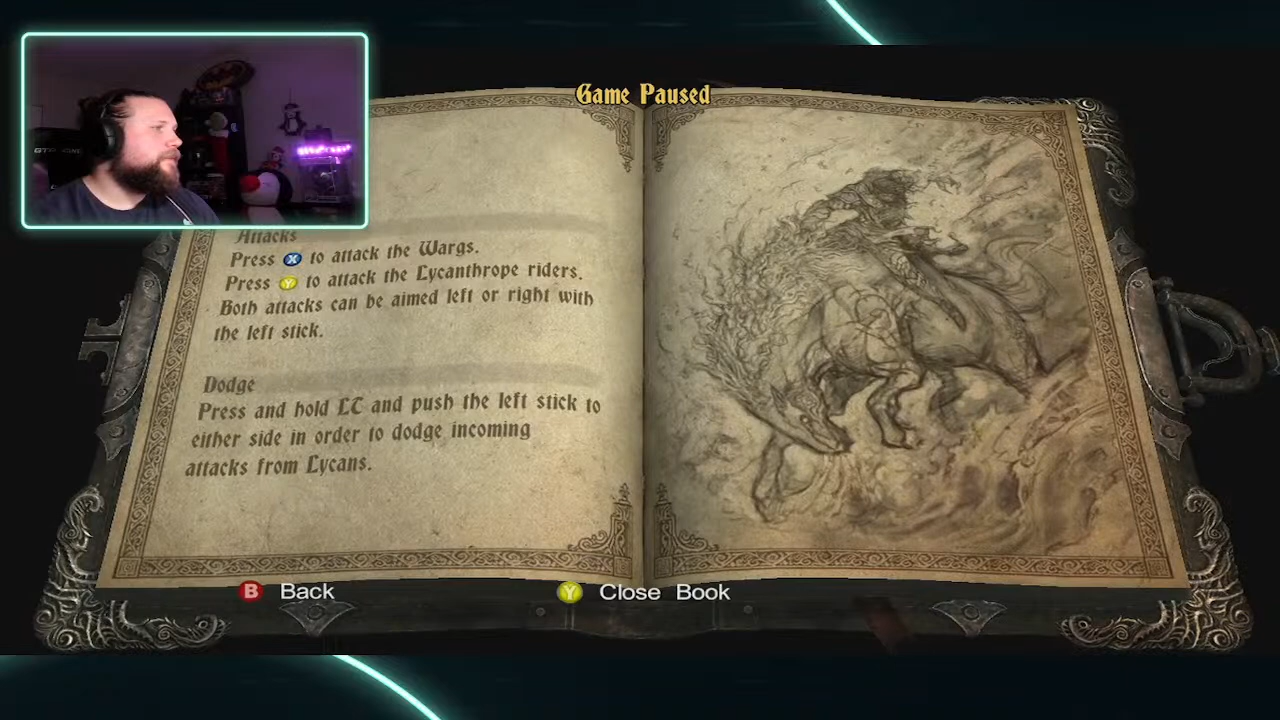 Game Paused
Attacks
Press X to attack the Wargs.
Press Y to attack the Lycanthrope riders.
Both attacks can be aimed left or right with
the left stick.
Dodge
Press and hold LT and push the left stick to
either side in order to dodge incoming
attacks from Lycans.
B Back
Y Close Book